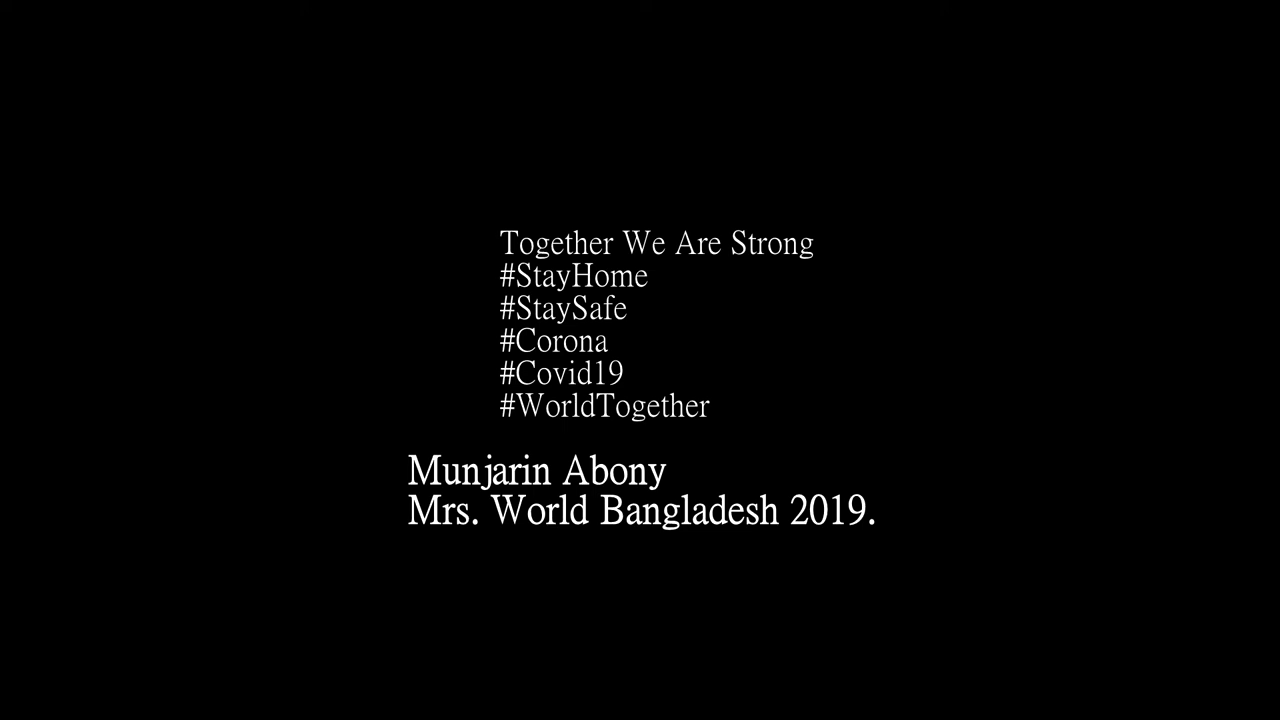 Together We Are Strong
#StayHome
#StaySafe
#Corona
#Covid19
#WorldTogether
Munjarin Abony
Mrs. World Bangladesh 2019.